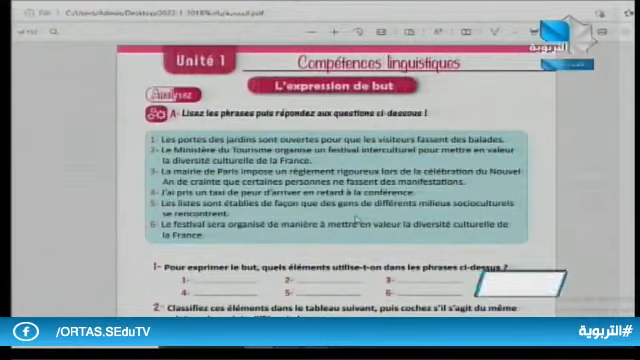 File
التربوية
Unité 1
Compétences linguistiques
L'expression de but
Analysez
A- Lisez les phrases puis répondez aux questions ci-dessous !
1- Les portes des jardins sont ouvertes pour que les visiteurs fassent des balades.
2- Le Ministère du Tourisme organise un festival interculturel pour mettre en valeur
la diversité culturelle de la France.
3- La mairie de Paris impose un règlement rigoureux lors de la célébration du Nouvel
An de crainte que certaines personnes ne fassent des manifestations.
4- J'ai pris un taxi de peur d'arriver en retard à la conférence.
5- Les listes sont établies de façon que des gens de différents milieux socioculturels
se rencontrent.
6- Le festival sera organisé de manière à mettre en valeur la diversité culturelle de
la France.
1- Pour exprimer le but, quels éléments utilise-t-on dans les phrases ci-dessus ?
1- 2- 3-
4- 5- 6-
2- Classifiez ces éléments dans le tableau suivant, puis cochez s'il s'agit du même
/ORTAS.SEduTV
#التربوية